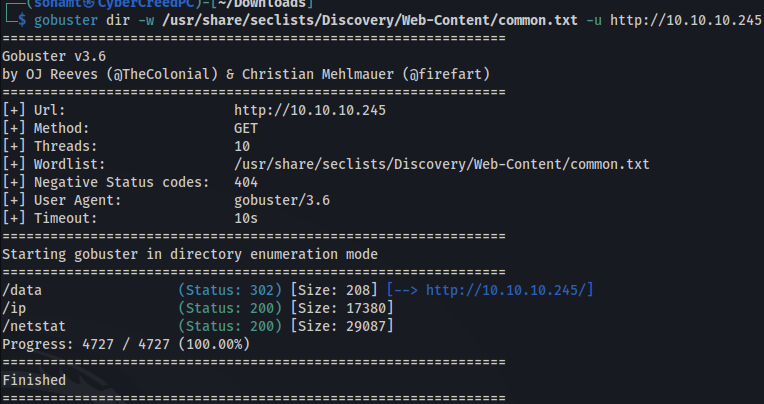 (sohamt㉿CyberCreedPC)-[~/Downloads]
$ gobuster dir -w /usr/share/seclists/Discovery/Web-Content/common.txt -u http://10.10.10.245
===============================================================
Gobuster v3.6
by OJ Reeves (@TheColonial) & Christian Mehlmauer (@firefart)
===============================================================
[+] Url:                     http://10.10.10.245
[+] Method:                  GET
[+] Threads:                 10
[+] Wordlist:                /usr/share/seclists/Discovery/Web-Content/common.txt
[+] Negative Status codes:   404
[+] User Agent:              gobuster/3.6
[+] Timeout:                 10s
===============================================================
Starting gobuster in directory enumeration mode
===============================================================
/data                 (Status: 302) [Size: 208] [--> http://10.10.10.245/]
/ip                   (Status: 200) [Size: 17380]
/netstat              (Status: 200) [Size: 29087]
Progress: 4727 / 4727 (100.00%)
===============================================================
Finished
===============================================================